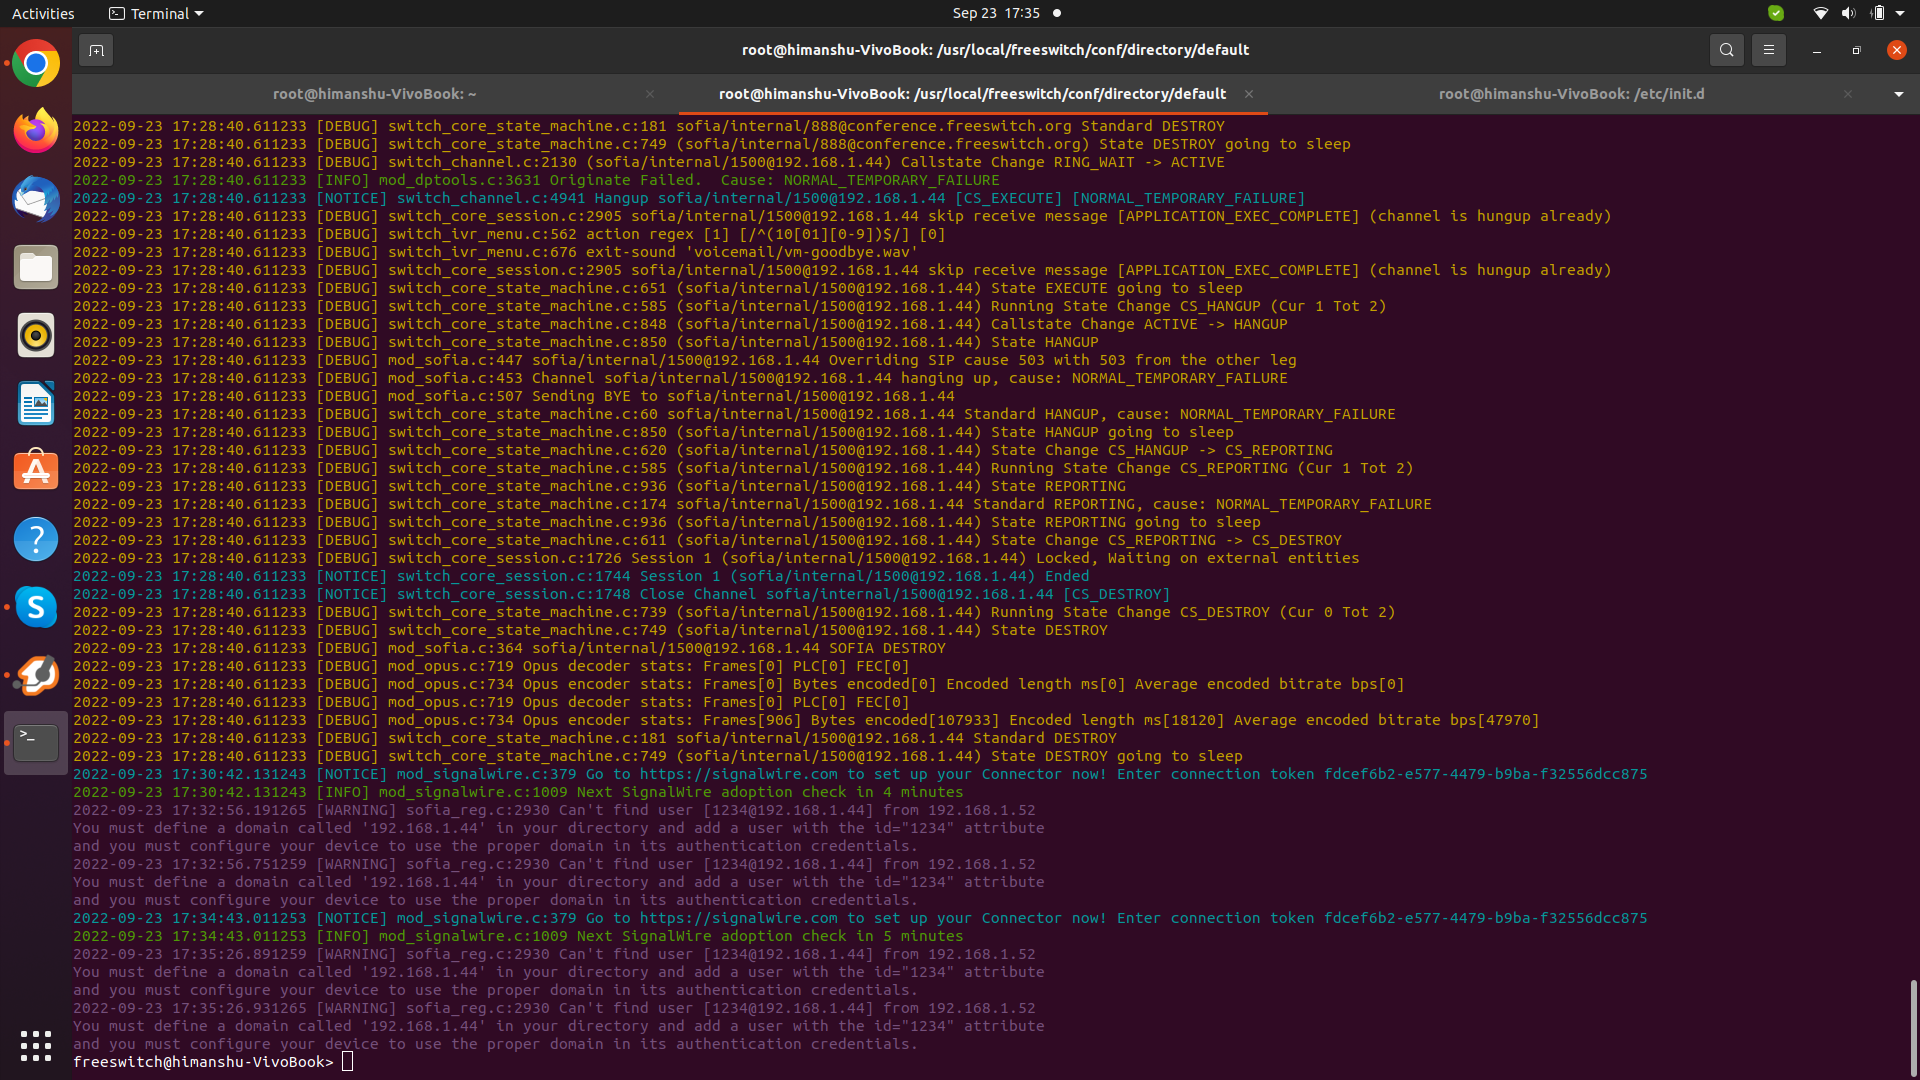 Activities
Terminal
Sep 23 17:35
root@himanshu-VivoBook: /usr/local/freeswitch/conf/directory/default
root@himanshu-VivoBook: ~
root@himanshu-VivoBook: /usr/local/freeswitch/conf/directory/default
root@himanshu-VivoBook: /etc/init.d
2022-09-23 17:28:40.611233 [DEBUG] switch_core_state_machine.c:181 sofia/internal/888@conference.freeswitch.org Standard DESTROY
2022-09-23 17:28:40.611233 [DEBUG] switch_core_state_machine.c:749 (sofia/internal/888@conference.freeswitch.org) State DESTROY going to sleep
2022-09-23 17:28:40.611233 [DEBUG] switch_channel.c:2130 (sofia/internal/1500@192.168.1.44) Callstate Change RING_WAIT -> ACTIVE
2022-09-23 17:28:40.611233 [INFO] mod_dptools.c:3631 Originate Failed.  Cause: NORMAL_TEMPORARY_FAILURE
2022-09-23 17:28:40.611233 [NOTICE] switch_channel.c:4941 Hangup sofia/internal/1500@192.168.1.44 [CS_EXECUTE] [NORMAL_TEMPORARY_FAILURE]
2022-09-23 17:28:40.611233 [DEBUG] switch_core_session.c:2905 sofia/internal/1500@192.168.1.44 skip receive message [APPLICATION_EXEC_COMPLETE] (channel is hungup already)
2022-09-23 17:28:40.611233 [DEBUG] switch_ivr_menu.c:562 action regex [1] [/^(10[01][0-9])$/] [0]
2022-09-23 17:28:40.611233 [DEBUG] switch_ivr_menu.c:676 exit-sound 'voicemail/vm-goodbye.wav'
2022-09-23 17:28:40.611233 [DEBUG] switch_core_session.c:2905 sofia/internal/1500@192.168.1.44 skip receive message [APPLICATION_EXEC_COMPLETE] (channel is hungup already)
2022-09-23 17:28:40.611233 [DEBUG] switch_core_state_machine.c:651 (sofia/internal/1500@192.168.1.44) State EXECUTE going to sleep
2022-09-23 17:28:40.611233 [DEBUG] switch_core_state_machine.c:585 (sofia/internal/1500@192.168.1.44) Running State Change CS_HANGUP (Cur 1 Tot 2)
2022-09-23 17:28:40.611233 [DEBUG] switch_core_state_machine.c:848 (sofia/internal/1500@192.168.1.44) Callstate Change ACTIVE -> HANGUP
2022-09-23 17:28:40.611233 [DEBUG] switch_core_state_machine.c:850 (sofia/internal/1500@192.168.1.44) State HANGUP
2022-09-23 17:28:40.611233 [DEBUG] mod_sofia.c:447 sofia/internal/1500@192.168.1.44 Overriding SIP cause 503 with 503 from the other leg
2022-09-23 17:28:40.611233 [DEBUG] mod_sofia.c:453 Channel sofia/internal/1500@192.168.1.44 hanging up, cause: NORMAL_TEMPORARY_FAILURE
2022-09-23 17:28:40.611233 [DEBUG] mod_sofia.c:507 Sending BYE to sofia/internal/1500@192.168.1.44
2022-09-23 17:28:40.611233 [DEBUG] switch_core_state_machine.c:60 sofia/internal/1500@192.168.1.44 Standard HANGUP, cause: NORMAL_TEMPORARY_FAILURE
2022-09-23 17:28:40.611233 [DEBUG] switch_core_state_machine.c:850 (sofia/internal/1500@192.168.1.44) State HANGUP going to sleep
2022-09-23 17:28:40.611233 [DEBUG] switch_core_state_machine.c:620 (sofia/internal/1500@192.168.1.44) State Change CS_HANGUP -> CS_REPORTING
2022-09-23 17:28:40.611233 [DEBUG] switch_core_state_machine.c:585 (sofia/internal/1500@192.168.1.44) Running State Change CS_REPORTING (Cur 1 Tot 2)
2022-09-23 17:28:40.611233 [DEBUG] switch_core_state_machine.c:936 (sofia/internal/1500@192.168.1.44) State REPORTING
2022-09-23 17:28:40.611233 [DEBUG] switch_core_state_machine.c:174 sofia/internal/1500@192.168.1.44 Standard REPORTING, cause: NORMAL_TEMPORARY_FAILURE
2022-09-23 17:28:40.611233 [DEBUG] switch_core_state_machine.c:936 (sofia/internal/1500@192.168.1.44) State REPORTING going to sleep
2022-09-23 17:28:40.611233 [DEBUG] switch_core_state_machine.c:611 (sofia/internal/1500@192.168.1.44) State Change CS_REPORTING -> CS_DESTROY
2022-09-23 17:28:40.611233 [DEBUG] switch_core_session.c:1726 Session 1 (sofia/internal/1500@192.168.1.44) Locked, Waiting on external entities
2022-09-23 17:28:40.611233 [NOTICE] switch_core_session.c:1744 Session 1 (sofia/internal/1500@192.168.1.44) Ended
2022-09-23 17:28:40.611233 [NOTICE] switch_core_session.c:1748 Close Channel sofia/internal/1500@192.168.1.44 [CS_DESTROY]
2022-09-23 17:28:40.611233 [DEBUG] switch_core_state_machine.c:739 (sofia/internal/1500@192.168.1.44) Running State Change CS_DESTROY (Cur 0 Tot 2)
2022-09-23 17:28:40.611233 [DEBUG] switch_core_state_machine.c:749 (sofia/internal/1500@192.168.1.44) State DESTROY
2022-09-23 17:28:40.611233 [DEBUG] mod_sofia.c:364 sofia/internal/1500@192.168.1.44 SOFIA DESTROY
2022-09-23 17:28:40.611233 [DEBUG] mod_opus.c:719 Opus decoder stats: Frames[0] PLC[0] FEC[0]
2022-09-23 17:28:40.611233 [DEBUG] mod_opus.c:734 Opus encoder stats: Frames[0] Bytes encoded[0] Encoded length ms[0] Average encoded bitrate bps[0]
2022-09-23 17:28:40.611233 [DEBUG] mod_opus.c:719 Opus decoder stats: Frames[0] PLC[0] FEC[0]
2022-09-23 17:28:40.611233 [DEBUG] mod_opus.c:734 Opus encoder stats: Frames[906] Bytes encoded[107933] Encoded length ms[18120] Average encoded bitrate bps[47970]
2022-09-23 17:28:40.611233 [DEBUG] switch_core_state_machine.c:181 sofia/internal/1500@192.168.1.44 Standard DESTROY
2022-09-23 17:28:40.611233 [DEBUG] switch_core_state_machine.c:749 (sofia/internal/1500@192.168.1.44) State DESTROY going to sleep
2022-09-23 17:30:42.131243 [NOTICE] mod_signalwire.c:379 Go to https://signalwire.com to set up your Connector now! Enter connection token fdcef6b2-e577-4479-b9ba-f32556dcc875
2022-09-23 17:30:42.131243 [INFO] mod_signalwire.c:1009 Next SignalWire adoption check in 4 minutes
2022-09-23 17:32:56.191265 [WARNING] sofia_reg.c:2930 Can't find user [1234@192.168.1.44] from 192.168.1.52
You must define a domain called '192.168.1.44' in your directory and add a user with the id="1234" attribute
and you must configure your device to use the proper domain in its authentication credentials.
2022-09-23 17:32:56.751259 [WARNING] sofia_reg.c:2930 Can't find user [1234@192.168.1.44] from 192.168.1.52
You must define a domain called '192.168.1.44' in your directory and add a user with the id="1234" attribute
and you must configure your device to use the proper domain in its authentication credentials.
2022-09-23 17:34:43.011253 [NOTICE] mod_signalwire.c:379 Go to https://signalwire.com to set up your Connector now! Enter connection token fdcef6b2-e577-4479-b9ba-f32556dcc875
2022-09-23 17:34:43.011253 [INFO] mod_signalwire.c:1009 Next SignalWire adoption check in 5 minutes
2022-09-23 17:35:26.891259 [WARNING] sofia_reg.c:2930 Can't find user [1234@192.168.1.44] from 192.168.1.52
You must define a domain called '192.168.1.44' in your directory and add a user with the id="1234" attribute
and you must configure your device to use the proper domain in its authentication credentials.
2022-09-23 17:35:26.931265 [WARNING] sofia_reg.c:2930 Can't find user [1234@192.168.1.44] from 192.168.1.52
You must define a domain called '192.168.1.44' in your directory and add a user with the id="1234" attribute
and you must configure your device to use the proper domain in its authentication credentials.
freeswitch@himanshu-VivoBook>